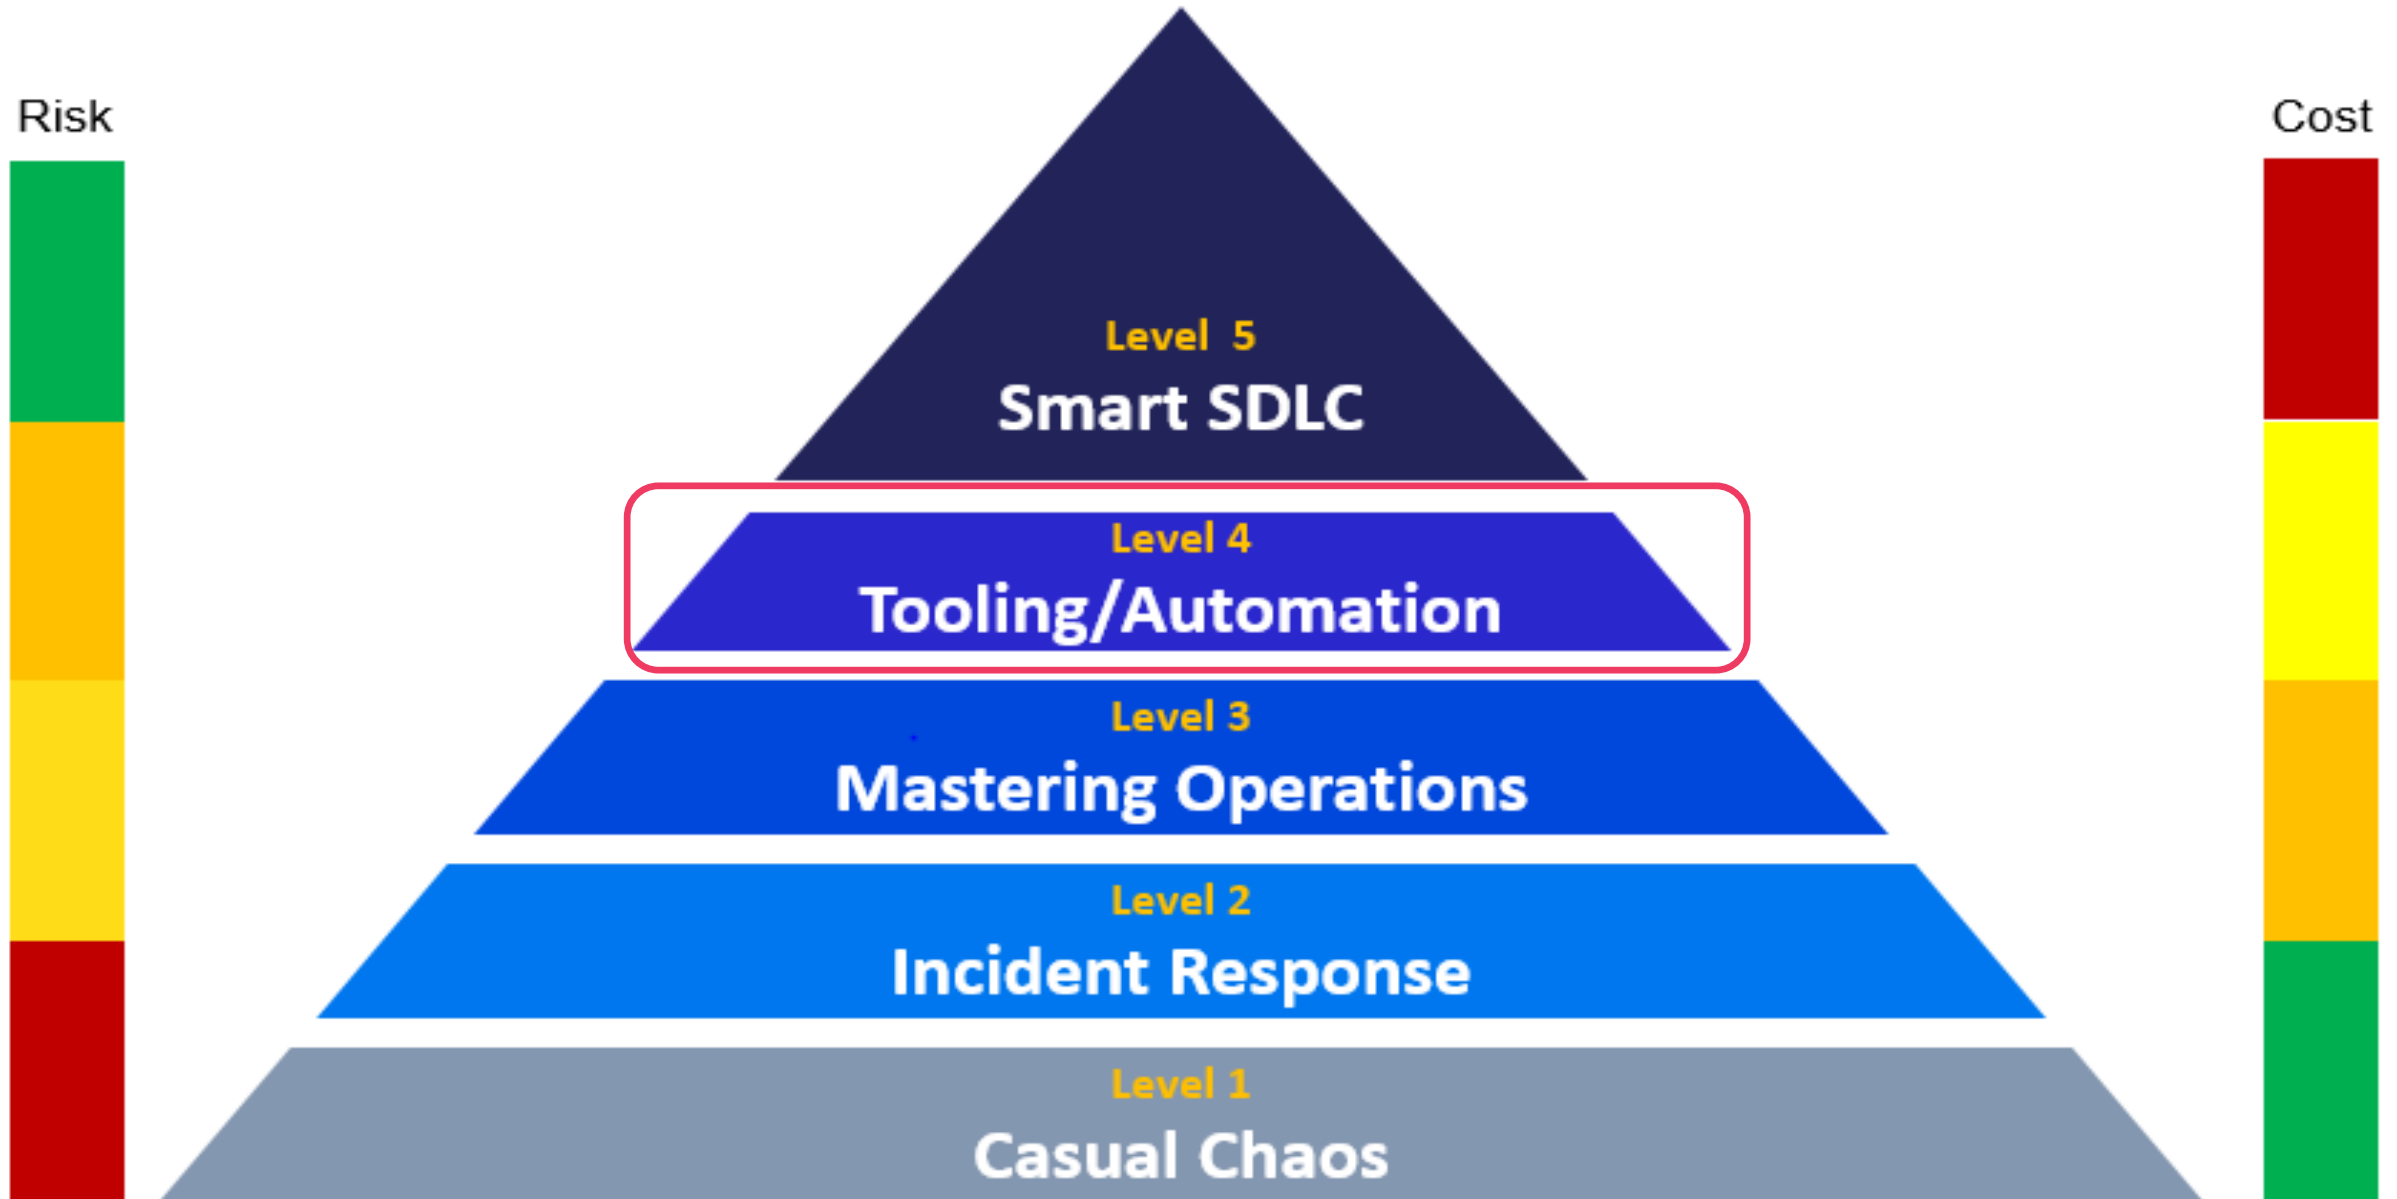 Risk
Cost
Level 5
Smart SDLC
Level 4
Tooling/Automation
Level 3
Mastering Operations
Level 2
Incident Response
Level 1
Casual Chaos